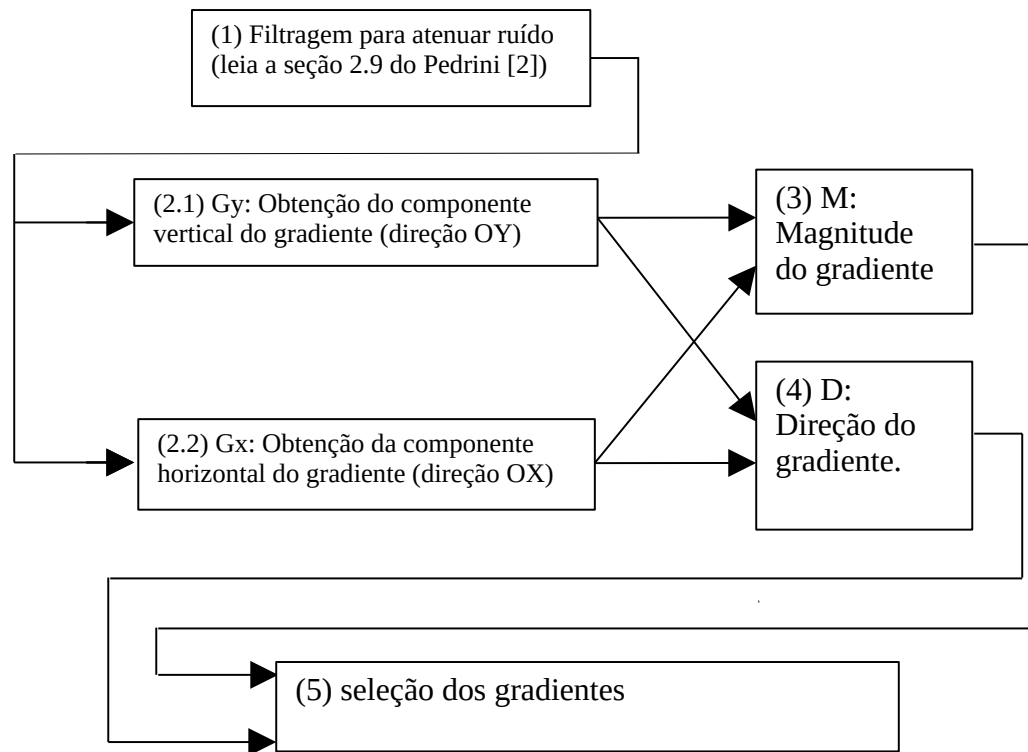 (1) Filtragem para atenuar ruído
(leia a seção 2.9 do Pedrini [2])
(2.1) Gy: Obtenção do componente
vertical do gradiente (direção OY)
(3) M:
Magnitude
do gradiente
(2.2) Gx: Obtenção da componente
horizontal do gradiente (direção OX)
(4) D:
Direção do
gradiente.
(5) seleção dos gradientes